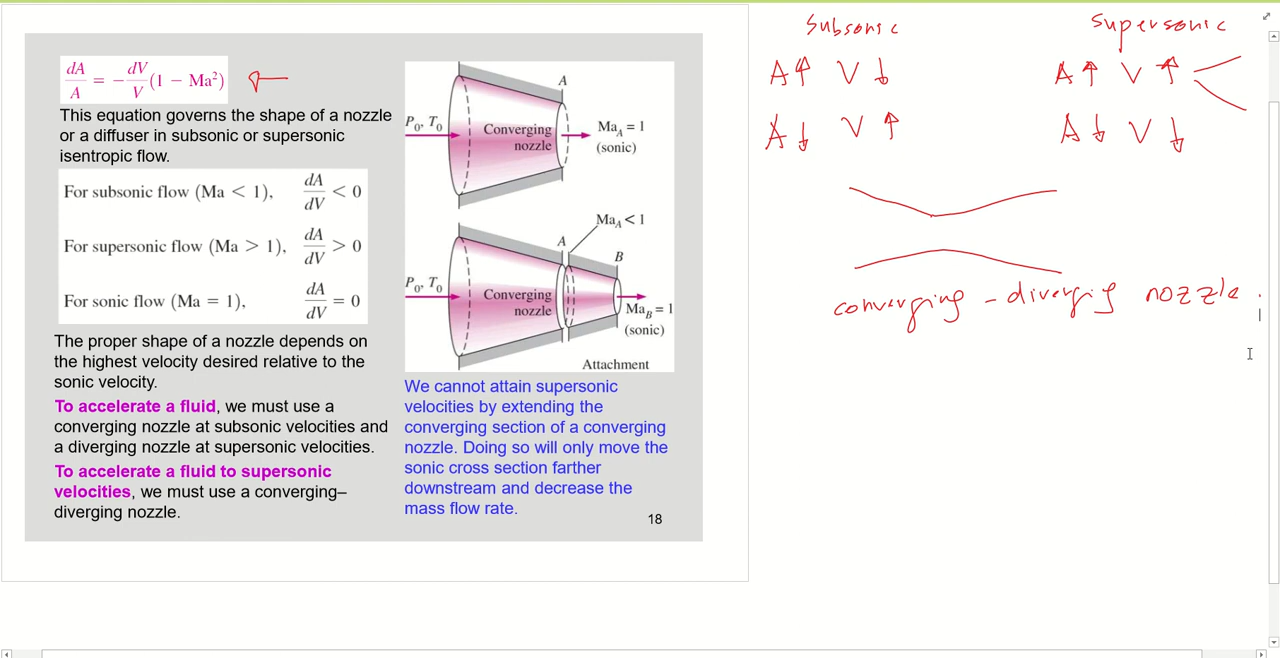 dA/A = −dV/V (1 − Ma²)
This equation governs the shape of a nozzle
or a diffuser in subsonic or supersonic
isentropic flow.
For subsonic flow (Ma < 1), dA/dV < 0
For supersonic flow (Ma > 1), dA/dV > 0
For sonic flow (Ma = 1), dA/dV = 0
The proper shape of a nozzle depends on
the highest velocity desired relative to the
sonic velocity.
To accelerate a fluid, we must use a
converging nozzle at subsonic velocities and
a diverging nozzle at supersonic velocities.
To accelerate a fluid to supersonic
velocities, we must use a converging–
diverging nozzle.
A
P₀, T₀
Converging
nozzle
Ma_A = 1
(sonic)
Ma_A < 1
A
B
P₀, T₀
Converging
nozzle
Ma_B = 1
(sonic)
Attachment
We cannot attain supersonic
velocities by extending the
converging section of a converging
nozzle. Doing so will only move the
sonic cross section farther
downstream and decrease the
mass flow rate.
18
Subsonic
A↑ V↓
A↓ V↑
Supersonic
A↑ V↑
A↓ V↓
converging - diverging nozzle.